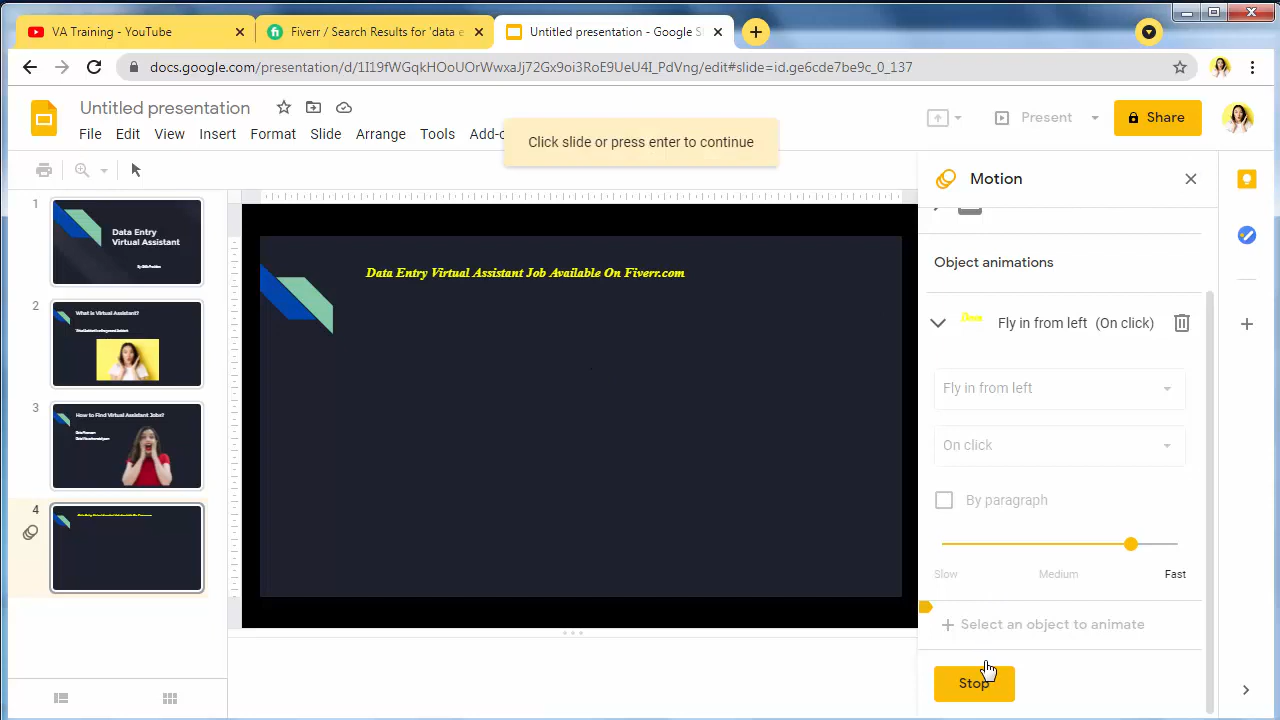 VA Training - YouTube
Fiverr / Search Results for 'data e
Untitled presentation - Google S
docs.google.com/presentation/d/1I19fWGqkHOoUOrWwxaJj72Gx9oi3RoE9UeU4I_PdVng/edit#slide=id.ge6cde7be9c_0_137
Untitled presentation
File Edit View Insert Format Slide Arrange Tools Add-o
Present
Share
Click slide or press enter to continue
Motion
1
Data Entry
Virtual Assistant
2
What is Virtual Assistant?
3
How to Find Virtual Assistant Jobs?
4
Data Entry Virtual Assistant Job Available On Fiverr.com
Object animations
Fly in from left (On click)
Fly in from left
On click
By paragraph
Slow Medium Fast
Select an object to animate
Stop